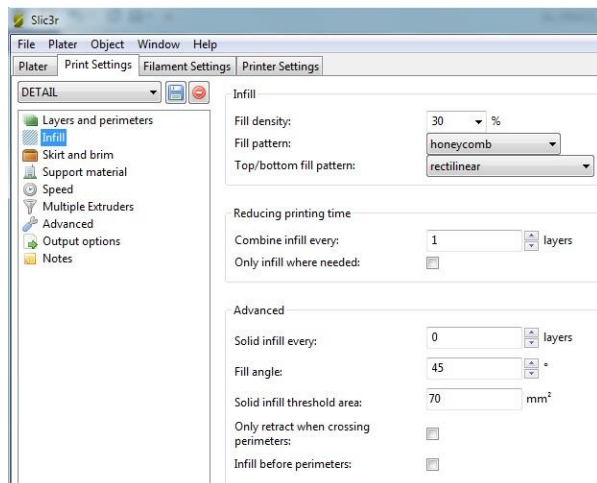 Slic3r
File Plater Object Window Help
Plater Print Settings Filament Settings Printer Settings
DETAIL
Layers and perimeters
Infill
Skirt and brim
Support material
Speed
Multiple Extruders
Advanced
Output options
Notes
Infill
Fill density: 30 %
Fill pattern: honeycomb
Top/bottom fill pattern: rectilinear
Reducing printing time
Combine infill every: 1 layers
Only infill where needed:
Advanced
Solid infill every: 0 layers
Fill angle: 45 °
Solid infill threshold area: 70 mm²
Only retract when crossing
perimeters:
Infill before perimeters: